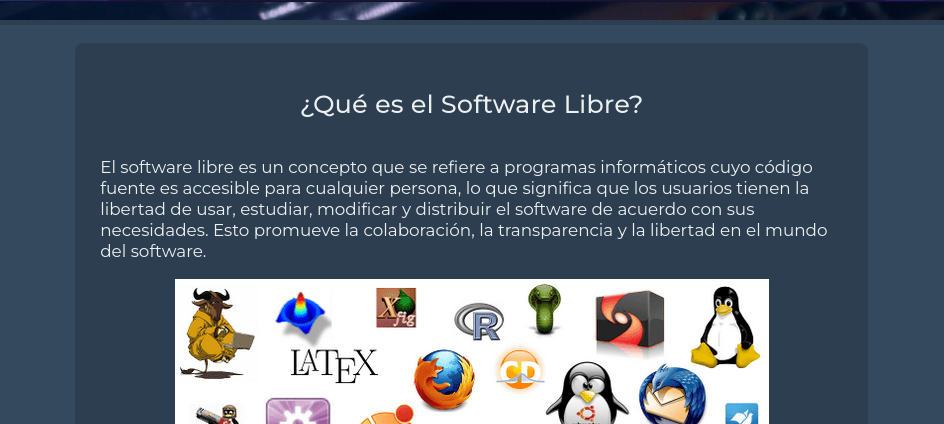 ¿Qué es el Software Libre?
El software libre es un concepto que se refiere a programas informáticos cuyo código
fuente es accesible para cualquier persona, lo que significa que los usuarios tienen la
libertad de usar, estudiar, modificar y distribuir el software de acuerdo con sus
necesidades. Esto promueve la colaboración, la transparencia y la libertad en el mundo
del software.
X
fig
R
LATEX
CD